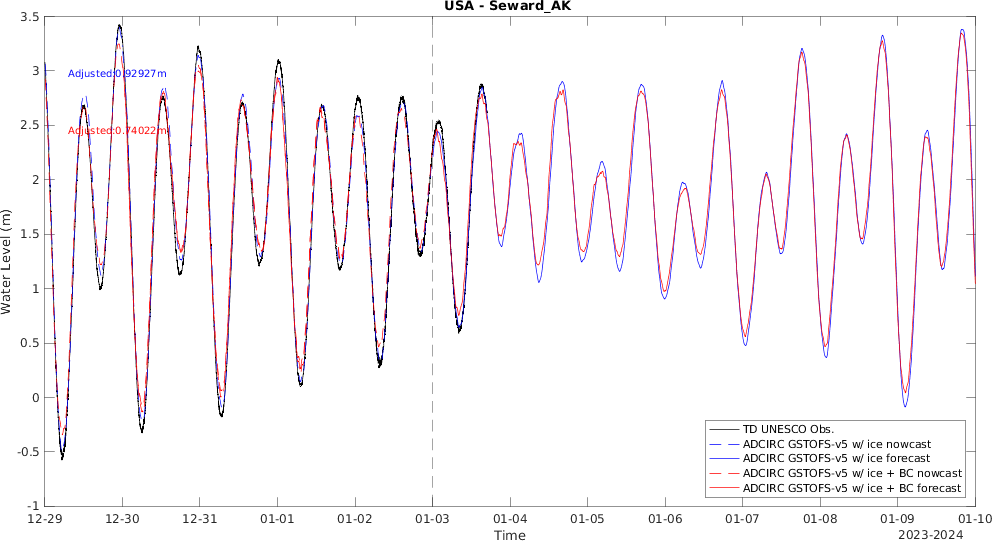 USA - Seward_AK
3.5
3
2.5
2
1.5
1
0.5
0
-0.5
-1
Water Level (m)
Adjusted:0.92927m
Adjusted:0.74022m
TD UNESCO Obs.
ADCIRC GSTOFS-v5 w/ ice nowcast
ADCIRC GSTOFS-v5 w/ ice forecast
ADCIRC GSTOFS-v5 w/ ice + BC nowcast
ADCIRC GSTOFS-v5 w/ ice + BC forecast
12-29 12-30 12-31 01-01 01-02 01-03 01-04 01-05 01-06 01-07 01-08 01-09 01-10
Time
2023-2024